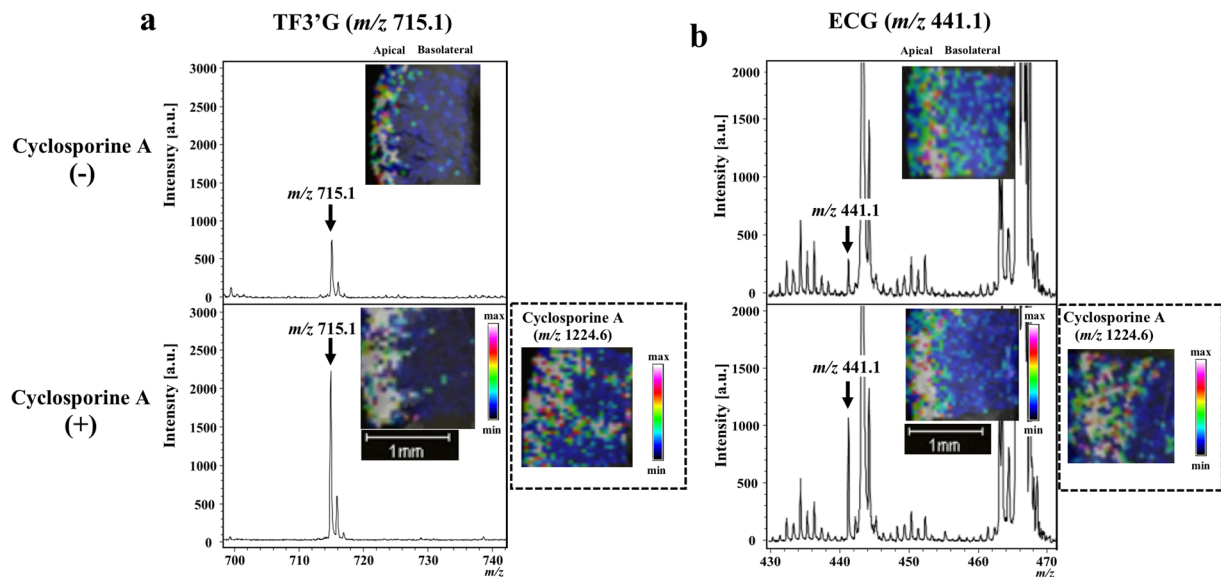 a
TF3’G (m/z 715.1)
b
ECG (m/z 441.1)
Cyclosporine A
(-)
Cyclosporine A
(+)
Apical Basolateral
Intensity [a.u.]
3000
2500
2000
1500
1000
500
0
m/z 715.1
Intensity [a.u.]
3000
2500
2000
1500
1000
500
0
m/z 715.1
max
min
1mm
700
720
740
m/z
Cyclosporine A
(m/z 1224.6)
max
min
Apical Basolateral
Intensity [a.u.]
2000
1500
1000
500
0
m/z 441.1
Intensity [a.u.]
2000
1500
1000
500
0
m/z 441.1
max
min
1mm
430
440
450
460
470
m/z
Cyclosporine A
(m/z 1224.6)
max
min